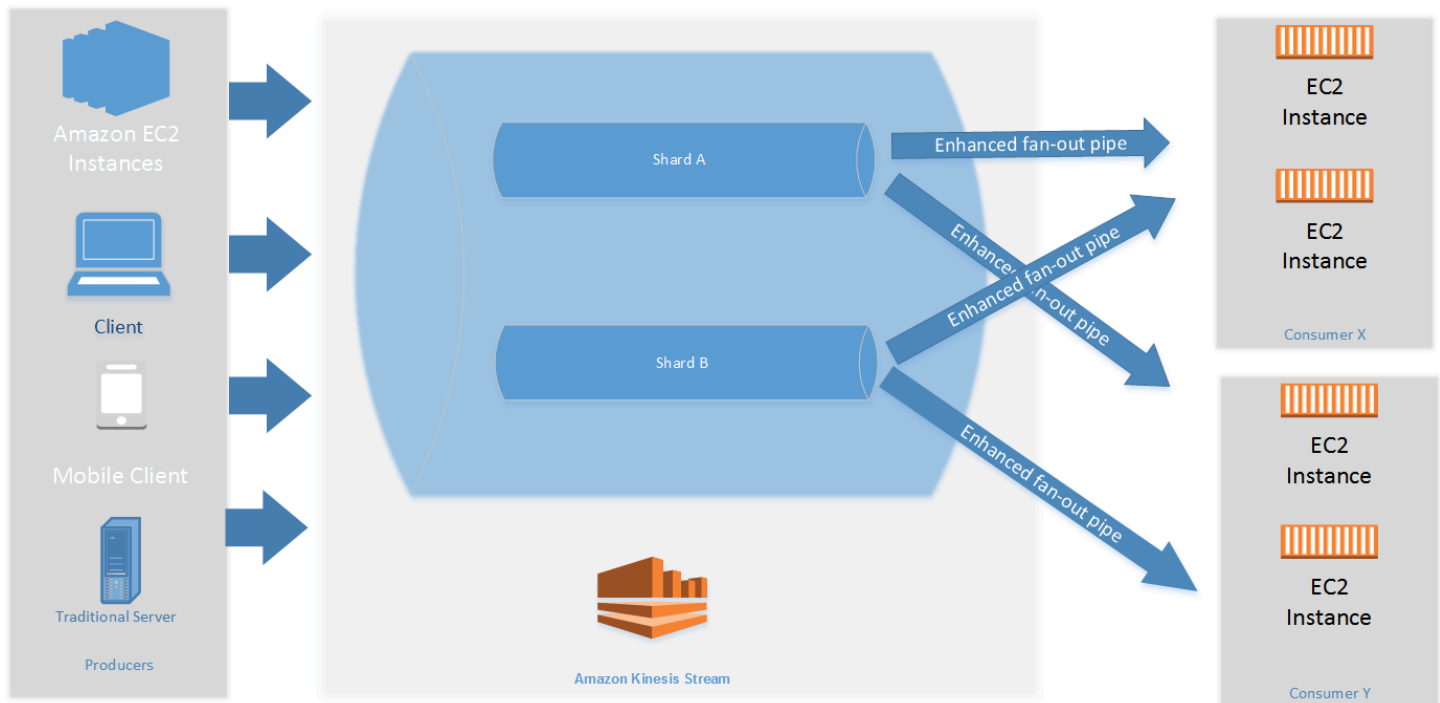 Amazon EC2
Instances
Client
Mobile Client
Traditional Server
Producers
Shard A
Shard B
Amazon Kinesis Stream
Enhanced fan-out pipe
Enhanced fan-out pipe
Enhanced fan-out pipe
Enhanced fan-out pipe
EC2
Instance
EC2
Instance
Consumer X
EC2
Instance
EC2
Instance
Consumer Y